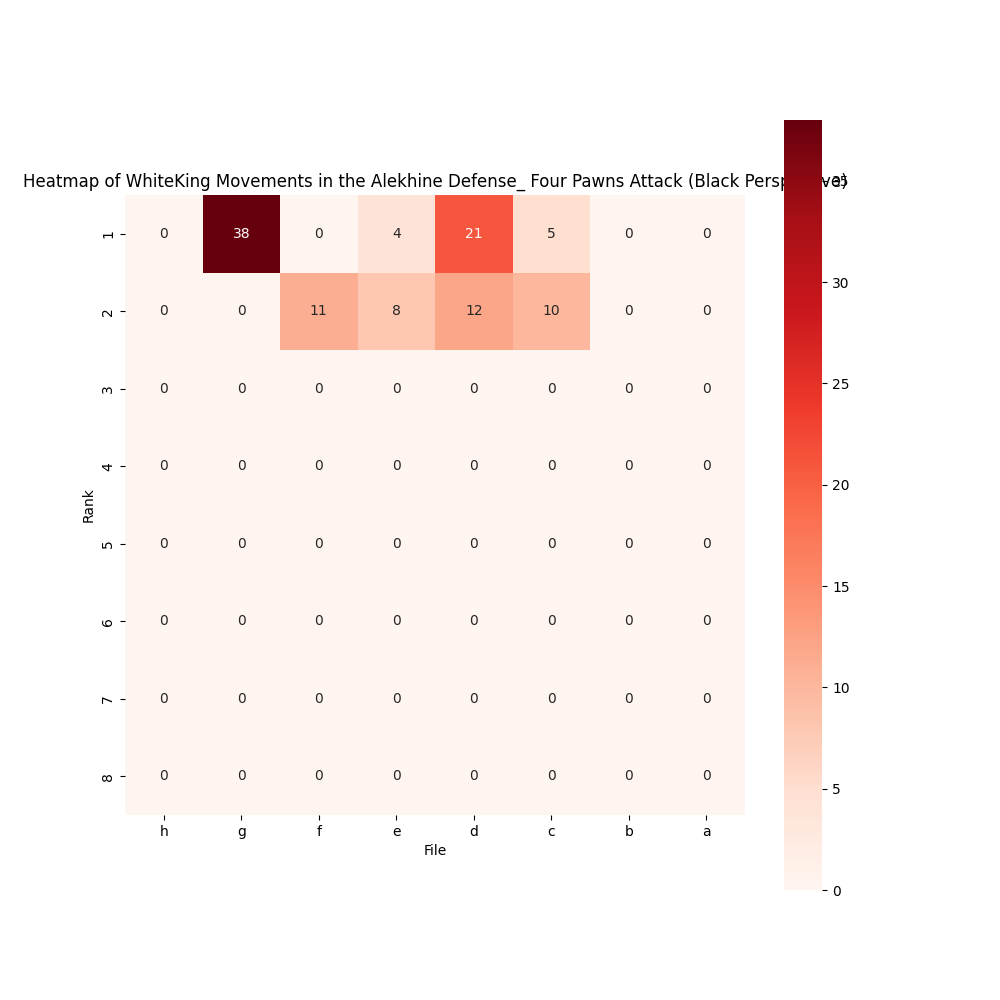 Heatmap of WhiteKing Movements in the Alekhine Defense_ Four Pawns Attack (Black Perspective)
1 0 38 0 4 21 5 0 0
2 0 0 11 8 12 10 0 0
3 0 0 0 0 0 0 0 0
4 0 0 0 0 0 0 0 0
5 0 0 0 0 0 0 0 0
6 0 0 0 0 0 0 0 0
7 0 0 0 0 0 0 0 0
8 0 0 0 0 0 0 0 0
Rank
h g f e d c b a
File
35
30
25
20
15
10
5
0